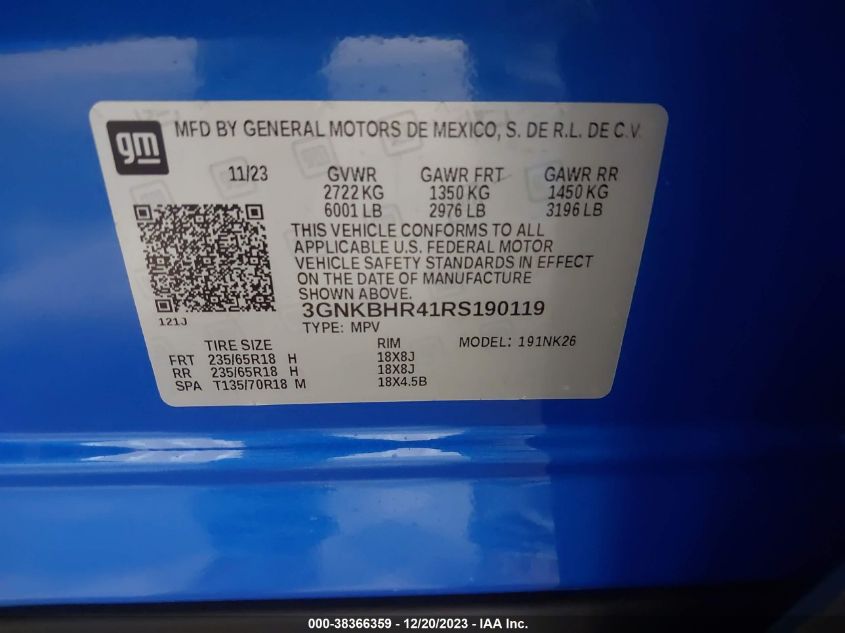 gm
MFD BY GENERAL MOTORS DE MEXICO, S. DE R.L. DE C.V.
11/23 GVWR GAWR FRT GAWR RR
2722 KG 1350 KG 1450 KG
6001 LB 2976 LB 3196 LB
THIS VEHICLE CONFORMS TO ALL
APPLICABLE U.S. FEDERAL MOTOR
VEHICLE SAFETY STANDARDS IN EFFECT
ON THE DATE OF MANUFACTURE
SHOWN ABOVE.
3GNKBHR41RS190119
121J
TYPE: MPV
TIRE SIZE RIM MODEL: 191NK26
FRT 235/65R18 H 18X8J
RR 235/65R18 H 18X8J
SPA T135/70R18 M 18X4.5B
000-38366359 - 12/20/2023 - IAA Inc.